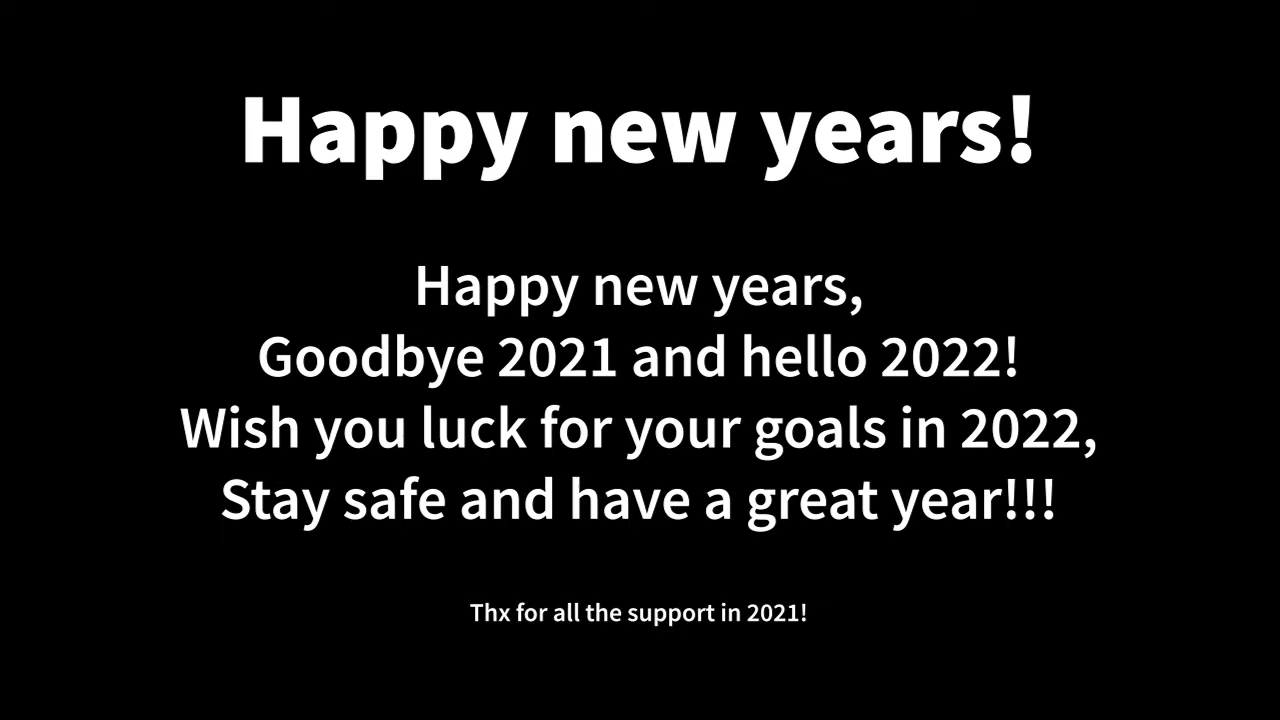 Happy new years!
Happy new years,
Goodbye 2021 and hello 2022!
Wish you luck for your goals in 2022,
Stay safe and have a great year!!!
Thx for all the support in 2021!